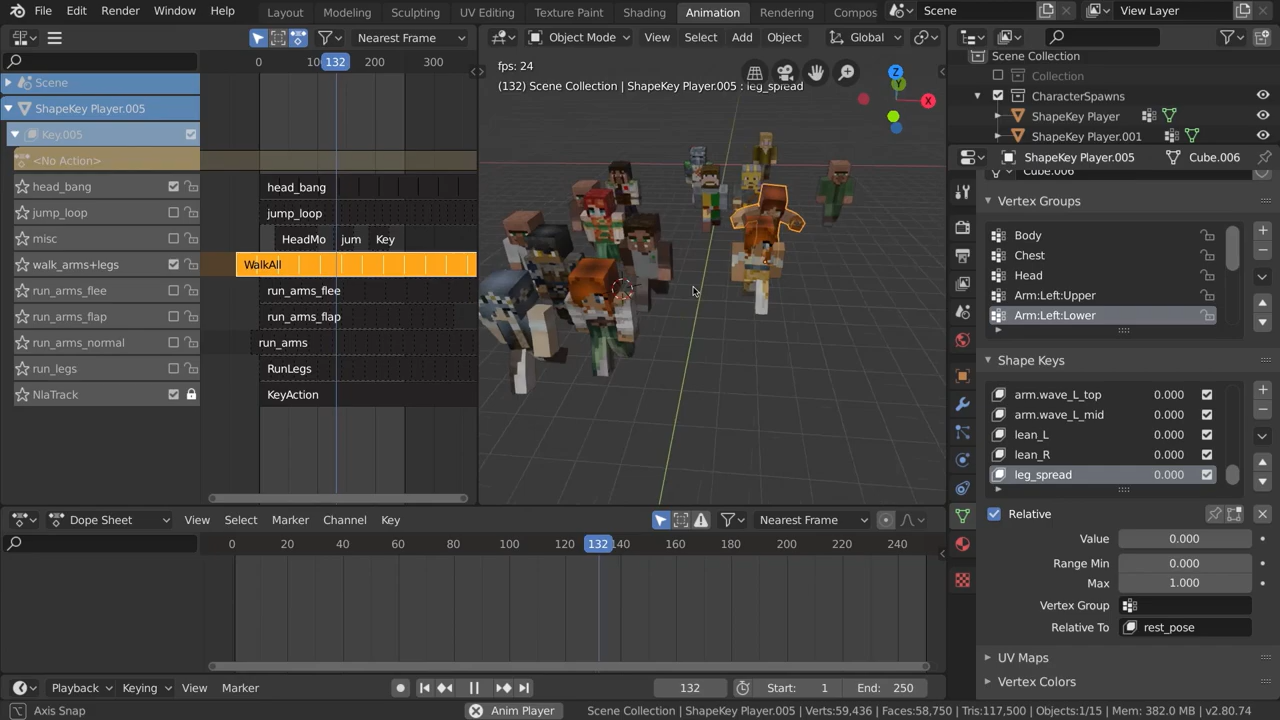 File Edit Render Window Help Layout Modeling Sculpting UV Editing Texture Paint Shading Animation Rendering Compos Scene View Layer
Nearest Frame Object Mode View Select Add Object Global
0 10 132 200 300
Scene
ShapeKey Player.005
Key.005
<No Action>
head_bang head_bang
jump_loop jump_loop
misc HeadMo jum Key
walk_arms+legs WalkAll
run_arms_flee run_arms_flee
run_arms_flap run_arms_flap
run_arms_normal run_arms
run_legs RunLegs
NlaTrack KeyAction
fps: 24
(132) Scene Collection | ShapeKey Player.005 : leg_spread
Z
Y
X
Scene Collection
Collection
CharacterSpawns
ShapeKey Player
ShapeKey Player.001
ShapeKey Player.005 Cube.006
Cube.006
Vertex Groups
Body
Chest
Head
Arm:Left:Upper
Arm:Left:Lower
Shape Keys
arm.wave_L_top 0.000
arm.wave_L_mid 0.000
lean_L 0.000
lean_R 0.000
leg_spread 0.000
Relative
Value 0.000
Range Min 0.000
Max 1.000
Vertex Group
Relative To rest_pose
UV Maps
Vertex Colors
Dope Sheet View Select Marker Channel Key Nearest Frame
0 20 40 60 80 100 120 132 140 160 180 200 220 240
Playback Keying View Marker 132 Start: 1 End: 250
Axis Snap Anim Player Scene Collection | ShapeKey Player.005 | Verts:59,436 | Faces:58,750 | Tris:117,500 | Objects:1/15 | Mem: 382.0 MB | v2.80.74